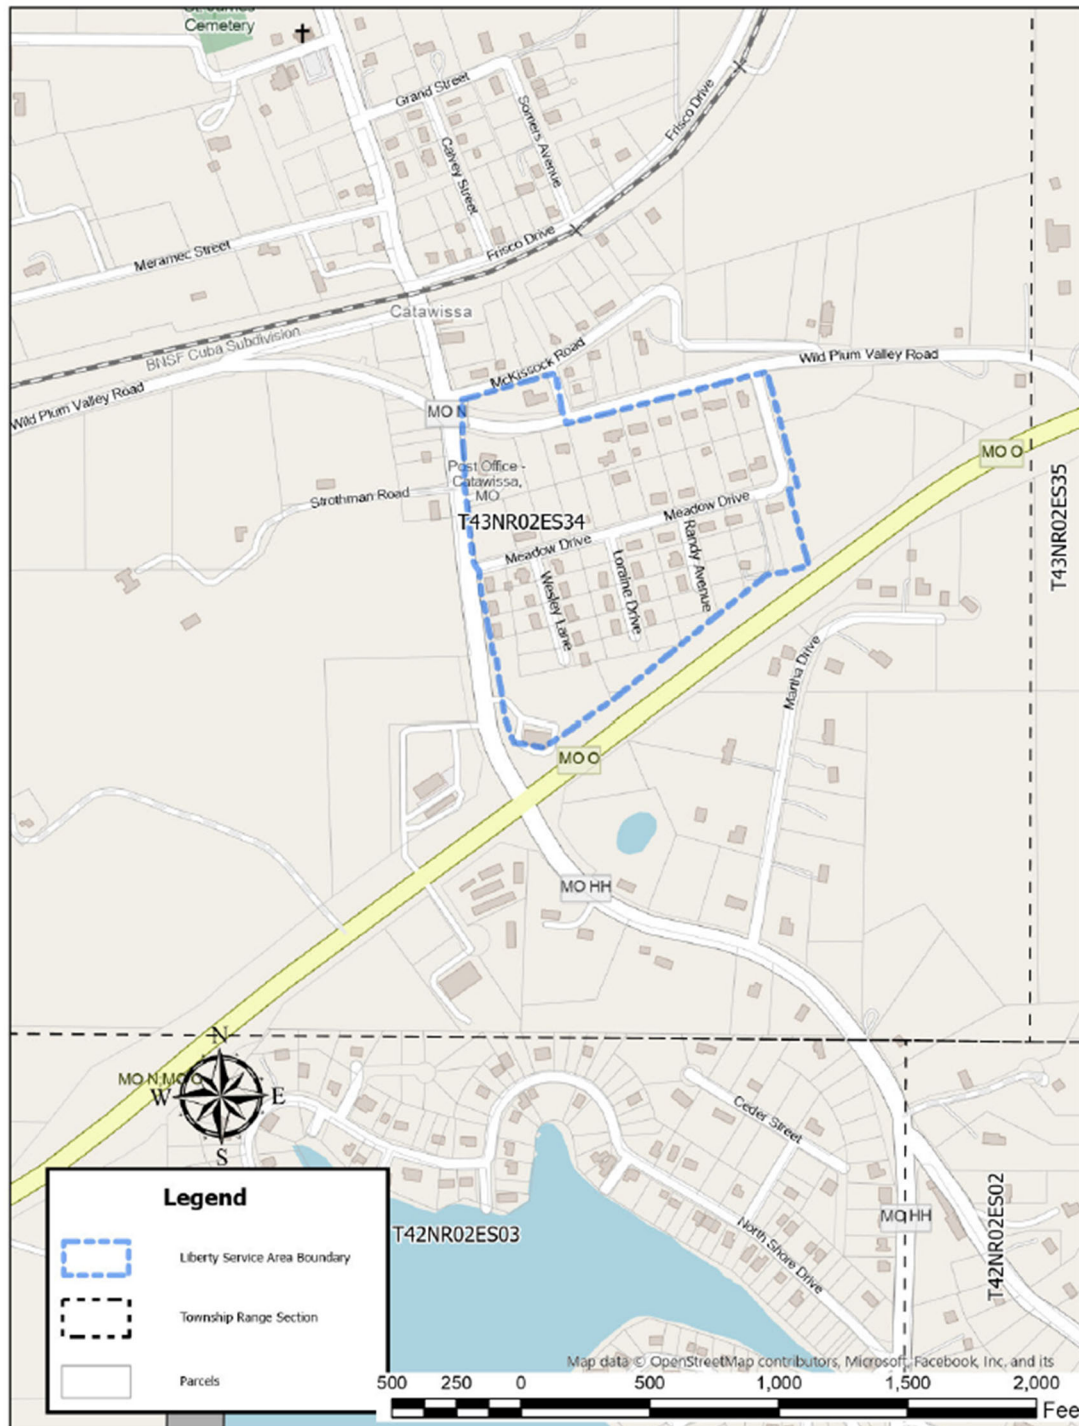 St. James
Cemetery
Grand Street
Somers Avenue
Calvey Street
Frisco Drive
Meramec Street
Frisco Drive
Catawissa
BNSF Cuba Subdivision
McKissock Road
Wild Plum Valley Road
Wild Plum Valley Road
MO N
MO O
Post Office -
Catawissa,
MO
Strothman Road
T43NR02ES34
T43NR02ES35
Meadow Drive
Meadow Drive
Randy Avenue
Loraine Drive
Wesley Lane
Martha Drive
MO O
MO HH
N
MO N;MO O
W
E
S
Ceder Street
MO HH
T42NR02ES02
T42NR02ES03
North Shore Drive
Legend
Liberty Service Area Boundary
Township Range Section
Parcels
Map data © OpenStreetMap contributors, Microsoft, Facebook, Inc. and its
500 250 0 500 1,000 1,500 2,000
Fee